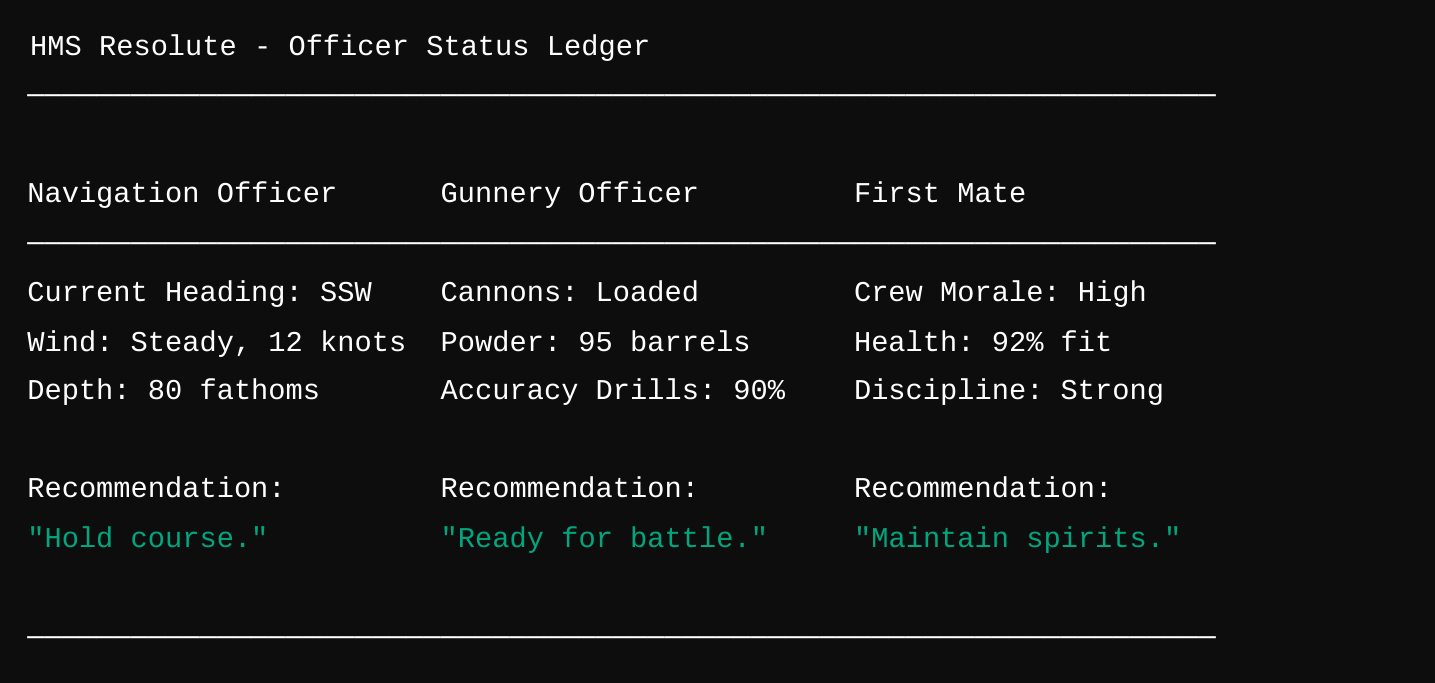 HMS Resolute - Officer Status Ledger
Navigation Officer Gunnery Officer First Mate
Current Heading: SSW Cannons: Loaded Crew Morale: High
Wind: Steady, 12 knots Powder: 95 barrels Health: 92% fit
Depth: 80 fathoms Accuracy Drills: 90% Discipline: Strong
Recommendation: Recommendation: Recommendation:
"Hold course." "Ready for battle." "Maintain spirits."